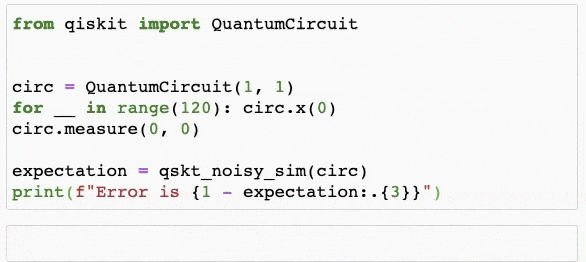 from qiskit import QuantumCircuit
circ = QuantumCircuit(1, 1)
for __ in range(120): circ.x(0)
circ.measure(0, 0)
expectation = qskt_noisy_sim(circ)
print(f"Error is {1 - expectation:.{3}}")